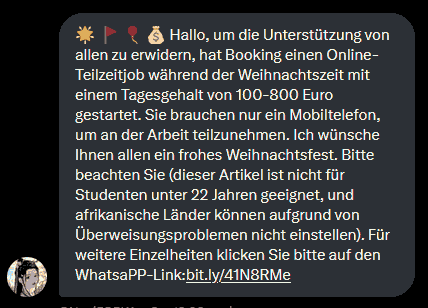 🌟 🚩 🎈 💰 Hallo, um die Unterstützung von
allen zu erwidern, hat Booking einen Online-
Teilzeitjob während der Weihnachtszeit mit
einem Tagesgehalt von 100-800 Euro
gestartet. Sie brauchen nur ein Mobiltelefon,
um an der Arbeit teilzunehmen. Ich wünsche
Ihnen allen ein frohes Weihnachtsfest. Bitte
beachten Sie (dieser Artikel ist nicht für
Studenten unter 22 Jahren geeignet, und
afrikanische Länder können aufgrund von
Überweisungsproblemen nicht einstellen). Für
weitere Einzelheiten klicken Sie bitte auf den
WhatsaPP-Link:bit.ly/41N8RMe